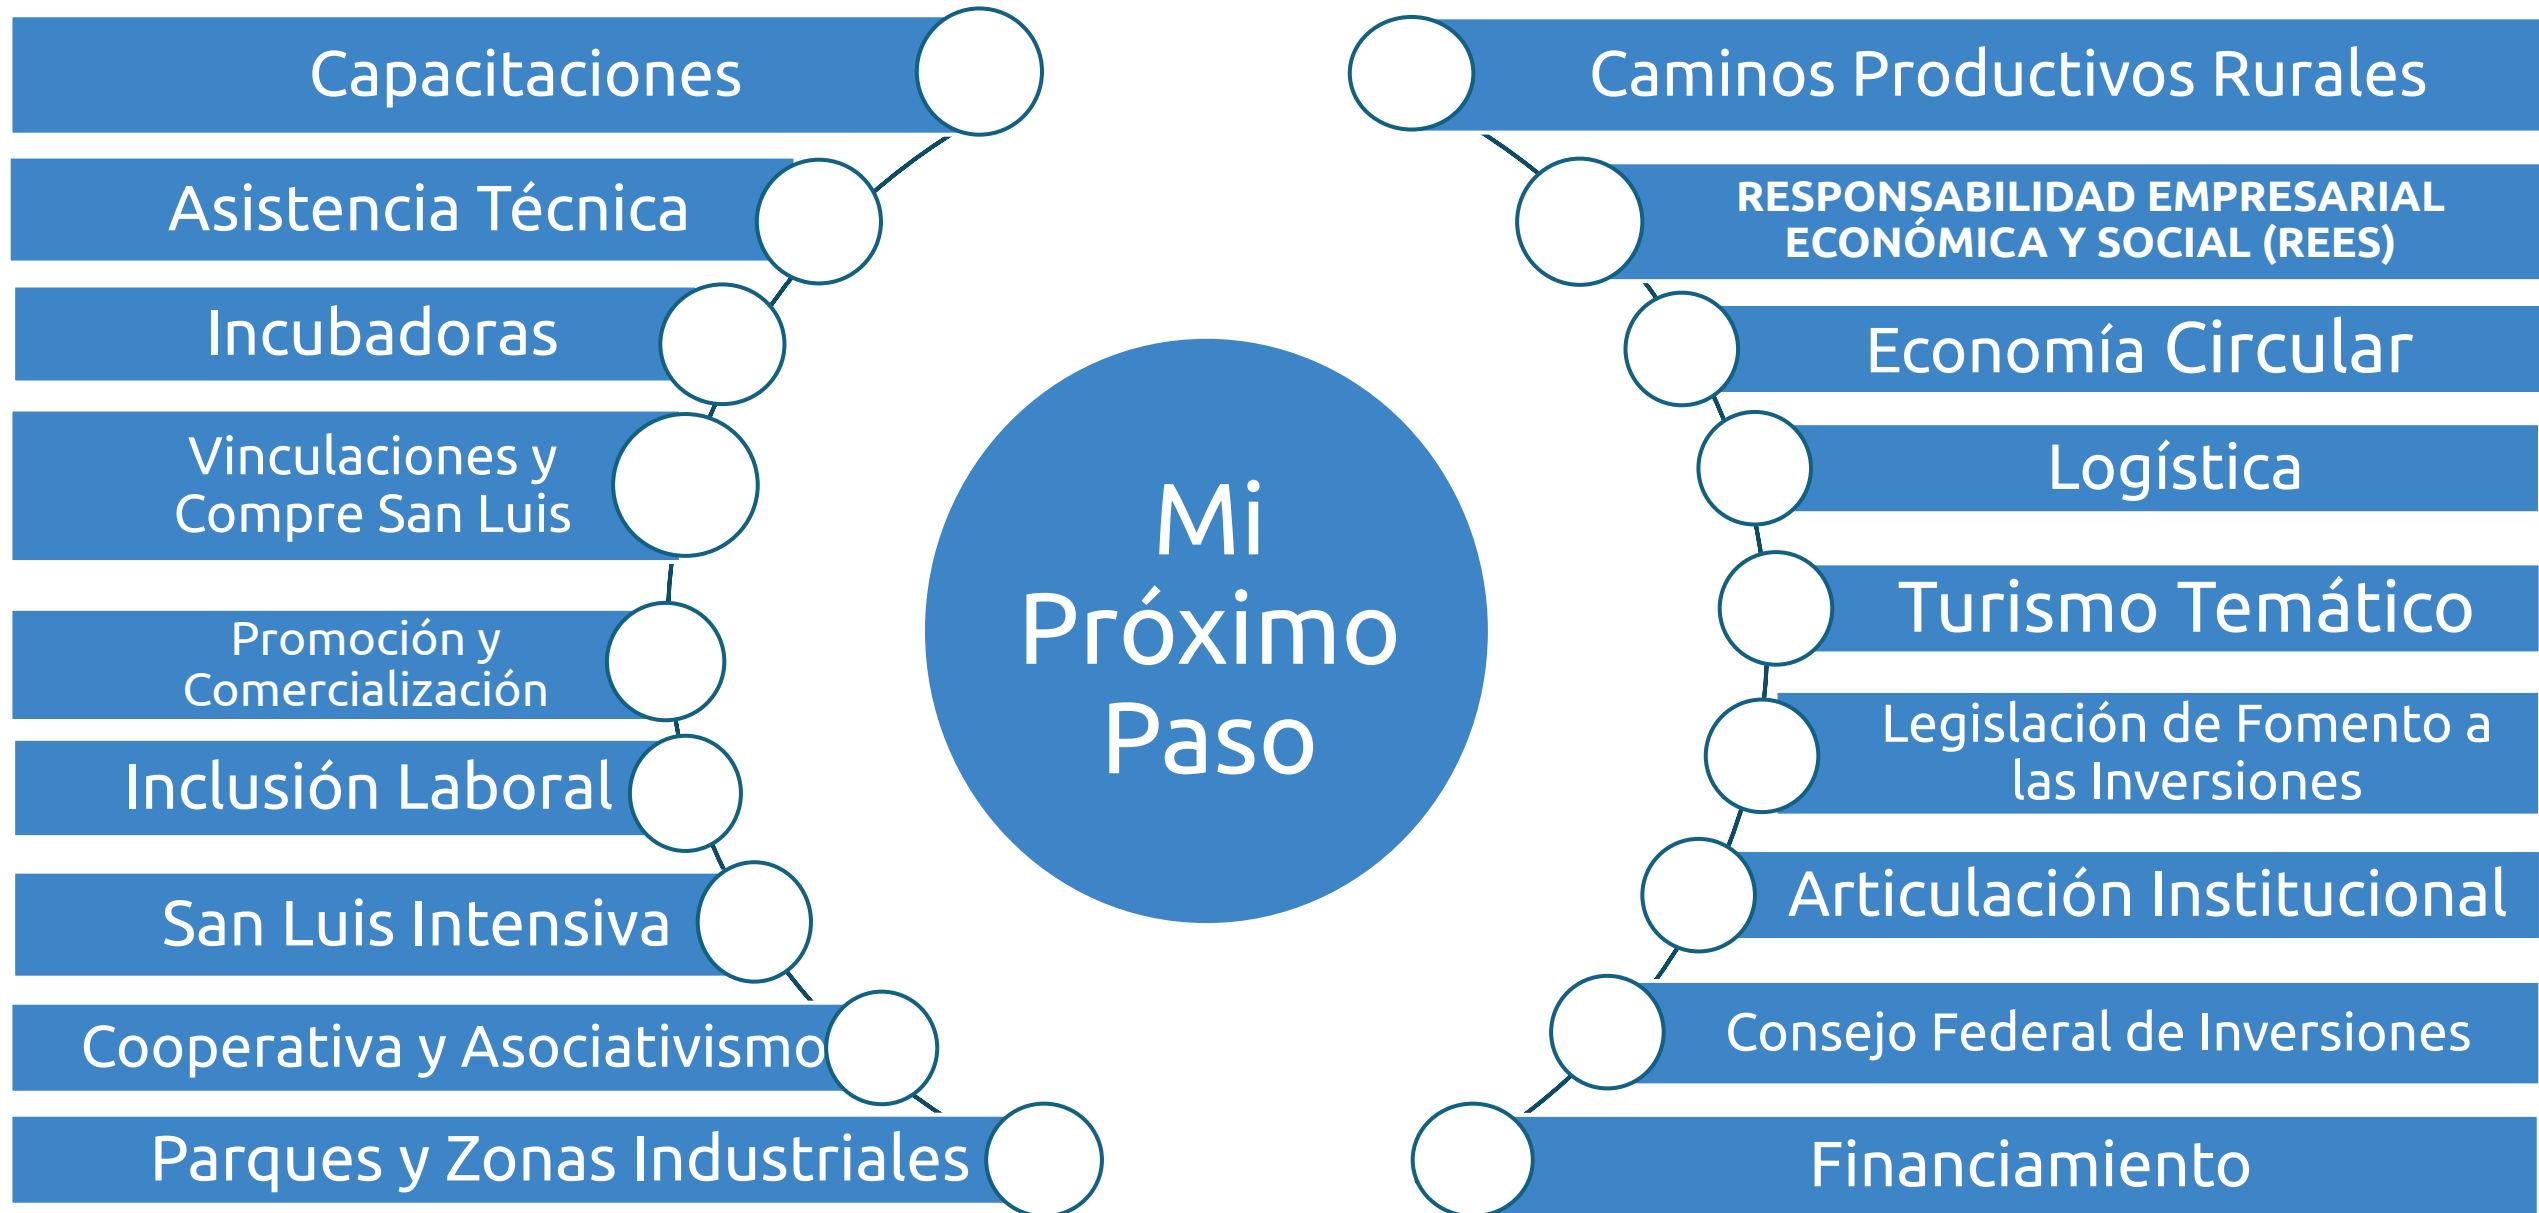 Capacitaciones
Asistencia Técnica
Incubadoras
Vinculaciones y
Compre San Luis
Promoción y
Comercialización
Inclusión Laboral
San Luis Intensiva
Cooperativa y Asociativismo
Parques y Zonas Industriales
Mi
Próximo
Paso
Caminos Productivos Rurales
RESPONSABILIDAD EMPRESARIAL
ECONÓMICA Y SOCIAL (REES)
Economía Circular
Logística
Turismo Temático
Legislación de Fomento a
las Inversiones
Articulación Institucional
Consejo Federal de Inversiones
Financiamiento